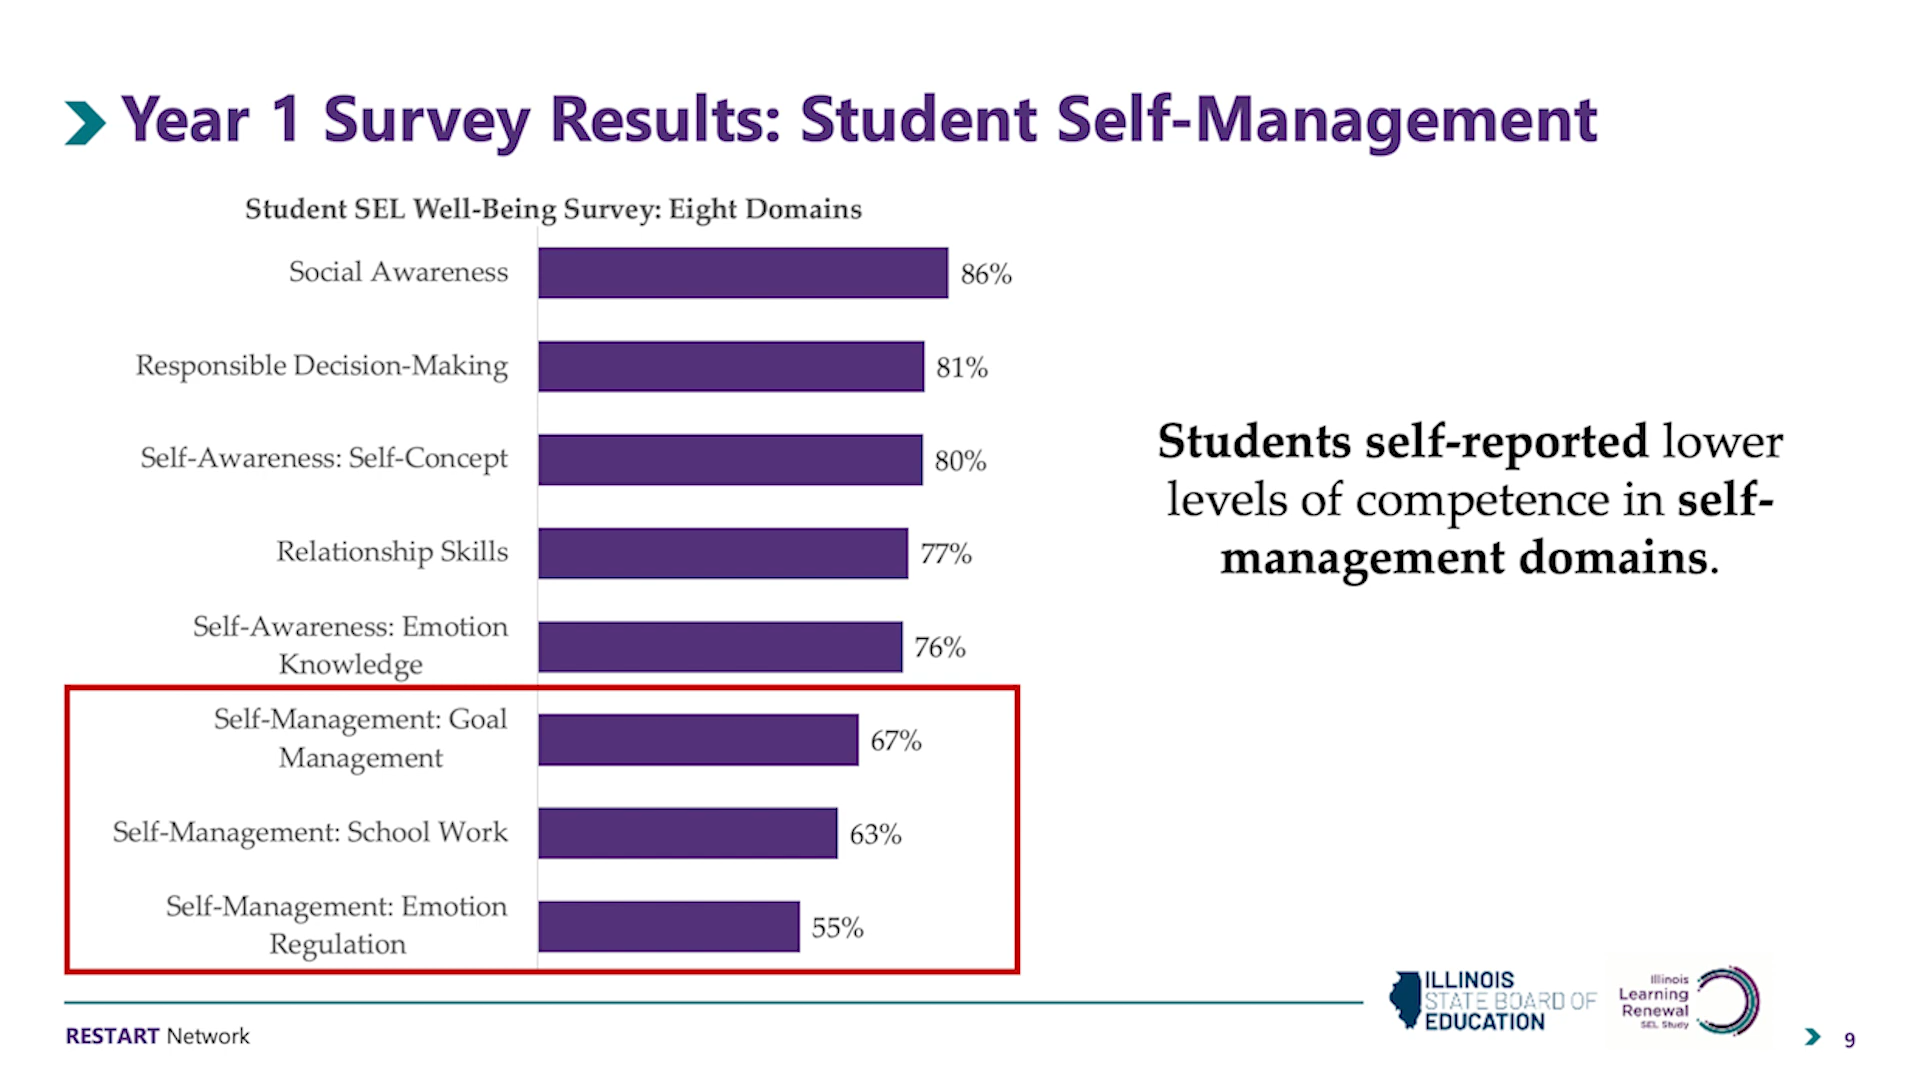 Year 1 Survey Results: Student Self-Management
Student SEL Well-Being Survey: Eight Domains
Social Awareness
86%
Responsible Decision-Making
81%
Self-Awareness: Self-Concept
80%
Relationship Skills
77%
Self-Awareness: Emotion
Knowledge
76%
Self-Management: Goal
Management
67%
Self-Management: School Work
63%
Self-Management: Emotion
Regulation
55%
Students self-reported lower
levels of competence in self-
management domains.
RESTART Network
ILLINOIS
STATE BOARD OF
EDUCATION
Illinois
Learning
Renewal
SEL Study
9